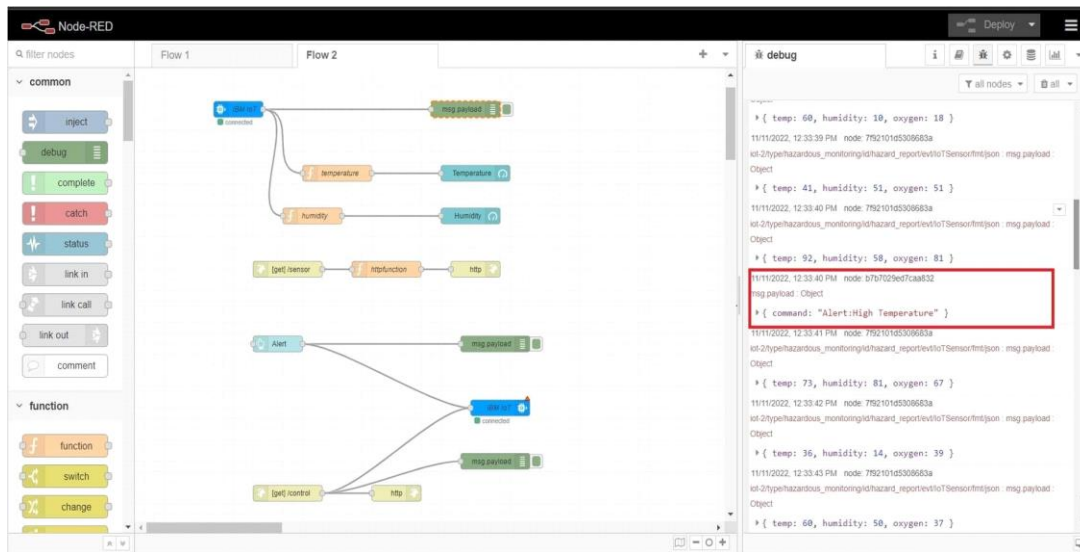 Node-RED
Deploy
filter nodes
common
inject
debug
complete
catch
status
link in
link call
link out
comment
function
function
switch
change
Flow 1
Flow 2
IBM IoT
connected
msg.payload
temperature
Temperature
humidity
Humidity
[get] /sensor
httpfunction
http
Alert
msg.payload
IBM IoT
connected
msg.payload
[get] /control
http
debug
all nodes
all
{ temp: 60, humidity: 10, oxygen: 18 }
11/11/2022, 12:33:39 PM node: 7f92101d5308683a
iot-2/type/hazardous_monitoring/id/hazard_report/evt/IoTSensor/fmt/json : msg.payload :
Object
{ temp: 41, humidity: 51, oxygen: 51 }
11/11/2022, 12:33:40 PM node: 7f92101d5308683a
iot-2/type/hazardous_monitoring/id/hazard_report/evt/IoTSensor/fmt/json : msg.payload :
Object
{ temp: 92, humidity: 58, oxygen: 81 }
11/11/2022, 12:33:40 PM node: b7b7029ed7caa832
msg.payload : Object
{ command: "Alert:High Temperature" }
11/11/2022, 12:33:41 PM node: 7f92101d5308683a
iot-2/type/hazardous_monitoring/id/hazard_report/evt/IoTSensor/fmt/json : msg.payload :
Object
{ temp: 73, humidity: 81, oxygen: 67 }
11/11/2022, 12:33:42 PM node: 7f92101d5308683a
iot-2/type/hazardous_monitoring/id/hazard_report/evt/IoTSensor/fmt/json : msg.payload :
Object
{ temp: 36, humidity: 14, oxygen: 39 }
11/11/2022, 12:33:43 PM node: 7f92101d5308683a
iot-2/type/hazardous_monitoring/id/hazard_report/evt/IoTSensor/fmt/json : msg.payload :
Object
{ temp: 60, humidity: 50, oxygen: 37 }